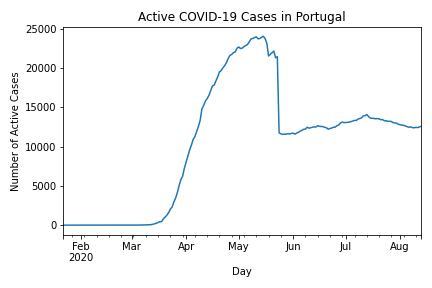 Active COVID-19 Cases in Portugal
25000
20000
15000
10000
5000
0
Number of Active Cases
Feb Mar Apr May Jun Jul Aug
2020
Day